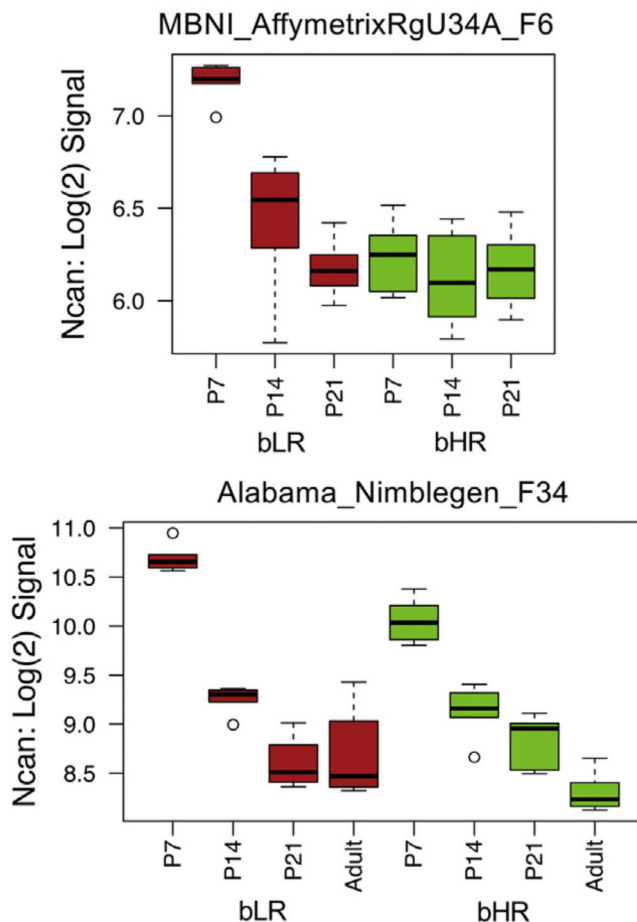 MBNI_AffymetrixRgU34A_F6
Ncan: Log(2) Signal
7.0
6.5
6.0
P7 P14 P21 P7 P14 P21
bLR bHR
Alabama_Nimblegen_F34
Ncan: Log(2) Signal
11.0
10.5
10.0
9.5
9.0
8.5
P7 P14 P21 Adult P7 P14 P21 Adult
bLR bHR